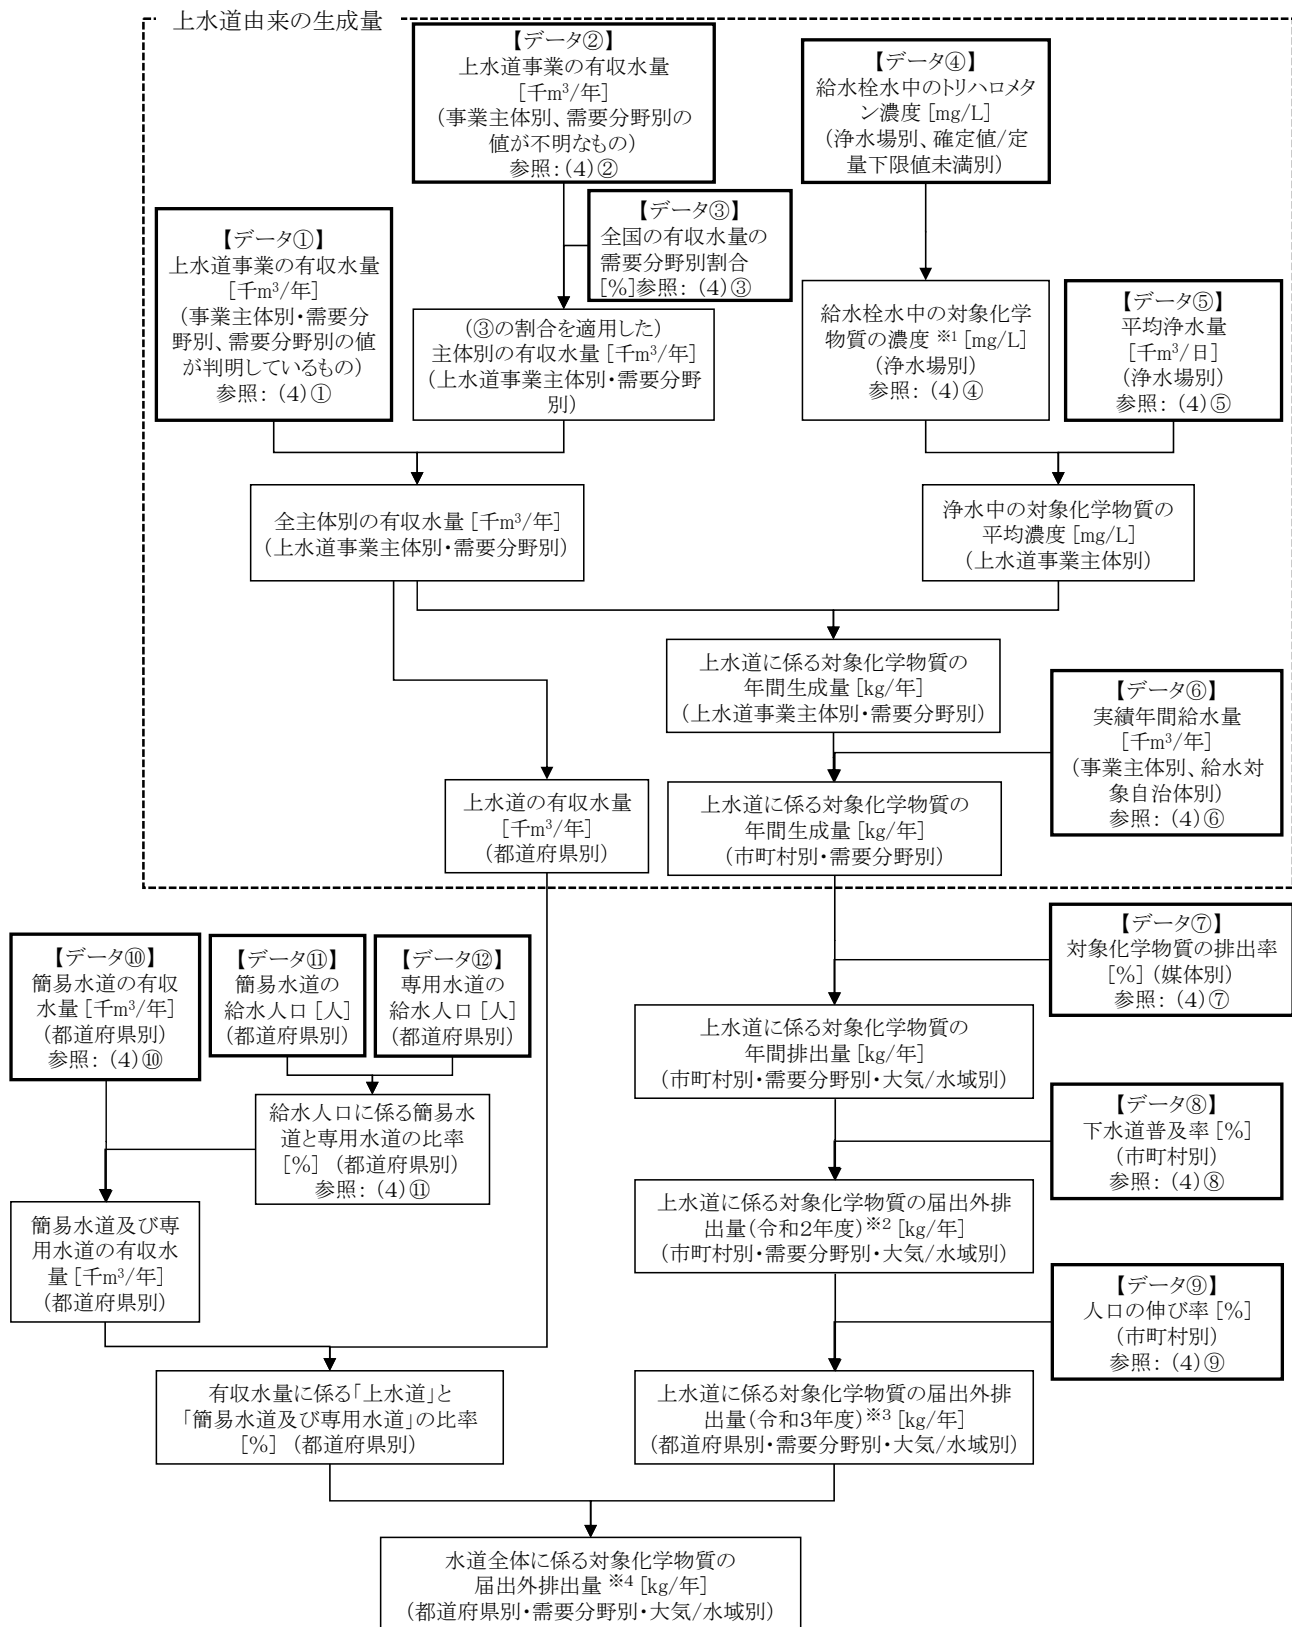 上水道由来の生成量
【データ②】
上水道事業の有収水量
[千m³/年]
(事業主体別、需要分野別の
値が不明なもの)
参照：(4)②
【データ④】
給水栓水中のトリハロメタ
ン濃度 [mg/L]
(浄水場別、確定値/定
量下限値未満別)
【データ③】
全国の有収水量の
需要分野別割合
[%]参照：(4)③
【データ①】
上水道事業の有収水量
[千m³/年]
(事業主体別・需要分
野別、需要分野別の値
が判明しているもの)
参照：(4)①
(③の割合を適用した)
主体別の有収水量 [千m³/年]
(上水道事業主体別・需要分野
別)
給水栓水中の対象化学
物質の濃度 ※1 [mg/L]
(浄水場別)
参照：(4)④
【データ⑤】
平均浄水量
[千m³/日]
(浄水場別)
参照：(4)⑤
全主体別の有収水量 [千m³/年]
(上水道事業主体別・需要分野別)
浄水中の対象化学物質の
平均濃度 [mg/L]
(上水道事業主体別)
上水道に係る対象化学物質の
年間生成量 [kg/年]
(上水道事業主体別・需要分野別)
【データ⑥】
実績年間給水量
[千m³/年]
(事業主体別、給水対
象自治体別)
参照：(4)⑥
上水道の有収水量
[千m³/年]
(都道府県別)
上水道に係る対象化学物質の
年間生成量 [kg/年]
(市町村別・需要分野別)
【データ⑦】
対象化学物質の排出率
[%] (媒体別)
参照：(4)⑦
【データ⑩】
簡易水道の有収
水量 [千m³/年]
(都道府県別)
参照：(4)⑩
【データ⑪】
簡易水道の
給水人口 [人]
(都道府県別)
【データ⑫】
専用水道の
給水人口 [人]
(都道府県別)
上水道に係る対象化学物質の
年間排出量 [kg/年]
(市町村別・需要分野別・大気/水域別)
給水人口に係る簡易水
道と専用水道の比率
[%] (都道府県別)
参照：(4)⑪
【データ⑧】
下水道普及率 [%]
(市町村別)
参照：(4)⑧
簡易水道及び専
用水道の有収水
量 [千m³/年]
(都道府県別)
上水道に係る対象化学物質の届出外排
出量(令和2年度)※2 [kg/年]
(市町村別・需要分野別・大気/水域別)
【データ⑨】
人口の伸び率 [%]
(市町村別)
参照：(4)⑨
有収水量に係る「上水道」と
「簡易水道及び専用水道」の比率
[%] (都道府県別)
上水道に係る対象化学物質の届出外排
出量(令和3年度)※3 [kg/年]
(都道府県別・需要分野別・大気/水域別)
水道全体に係る対象化学物質の
届出外排出量 ※4 [kg/年]
(都道府県別・需要分野別・大気/水域別)